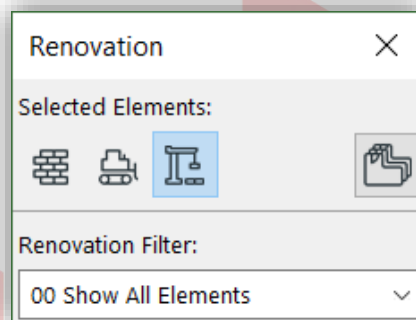 Renovation
Selected Elements:
Renovation Filter:
00 Show All Elements